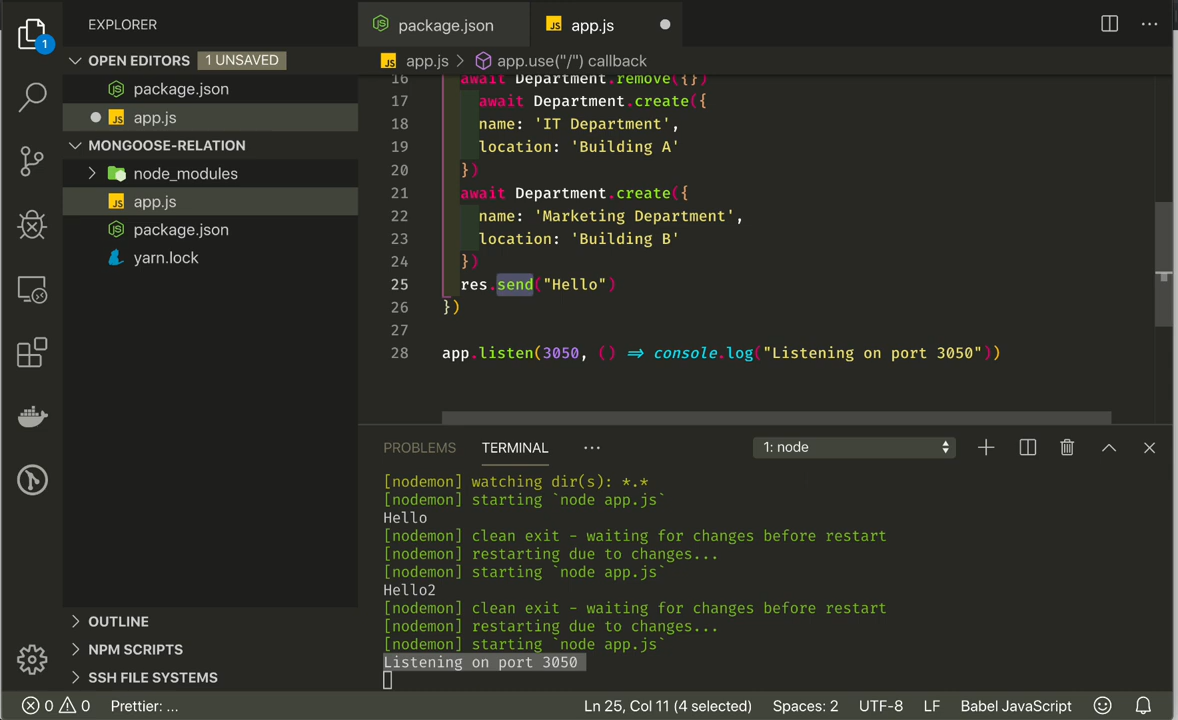 EXPLORER
package.json
JS app.js
1
OPEN EDITORS
1 UNSAVED
package.json
JS app.js
MONGOOSE-RELATION
node_modules
JS app.js
package.json
yarn.lock
OUTLINE
NPM SCRIPTS
SSH FILE SYSTEMS
JS app.js > app.use("/") callback
16 await Department.remove({})
17 await Department.create({
18 name: 'IT Department',
19 location: 'Building A'
20 })
21 await Department.create({
22 name: 'Marketing Department',
23 location: 'Building B'
24 })
25 res.send("Hello")
26 })
27
28 app.listen(3050, () => console.log("Listening on port 3050"))
PROBLEMS
TERMINAL
1: node
[nodemon] watching dir(s): *.*
[nodemon] starting `node app.js`
Hello
[nodemon] clean exit - waiting for changes before restart
[nodemon] restarting due to changes...
[nodemon] starting `node app.js`
Hello2
[nodemon] clean exit - waiting for changes before restart
[nodemon] restarting due to changes...
[nodemon] starting `node app.js`
Listening on port 3050
0 0 Prettier: ... Ln 25, Col 11 (4 selected) Spaces: 2 UTF-8 LF Babel JavaScript